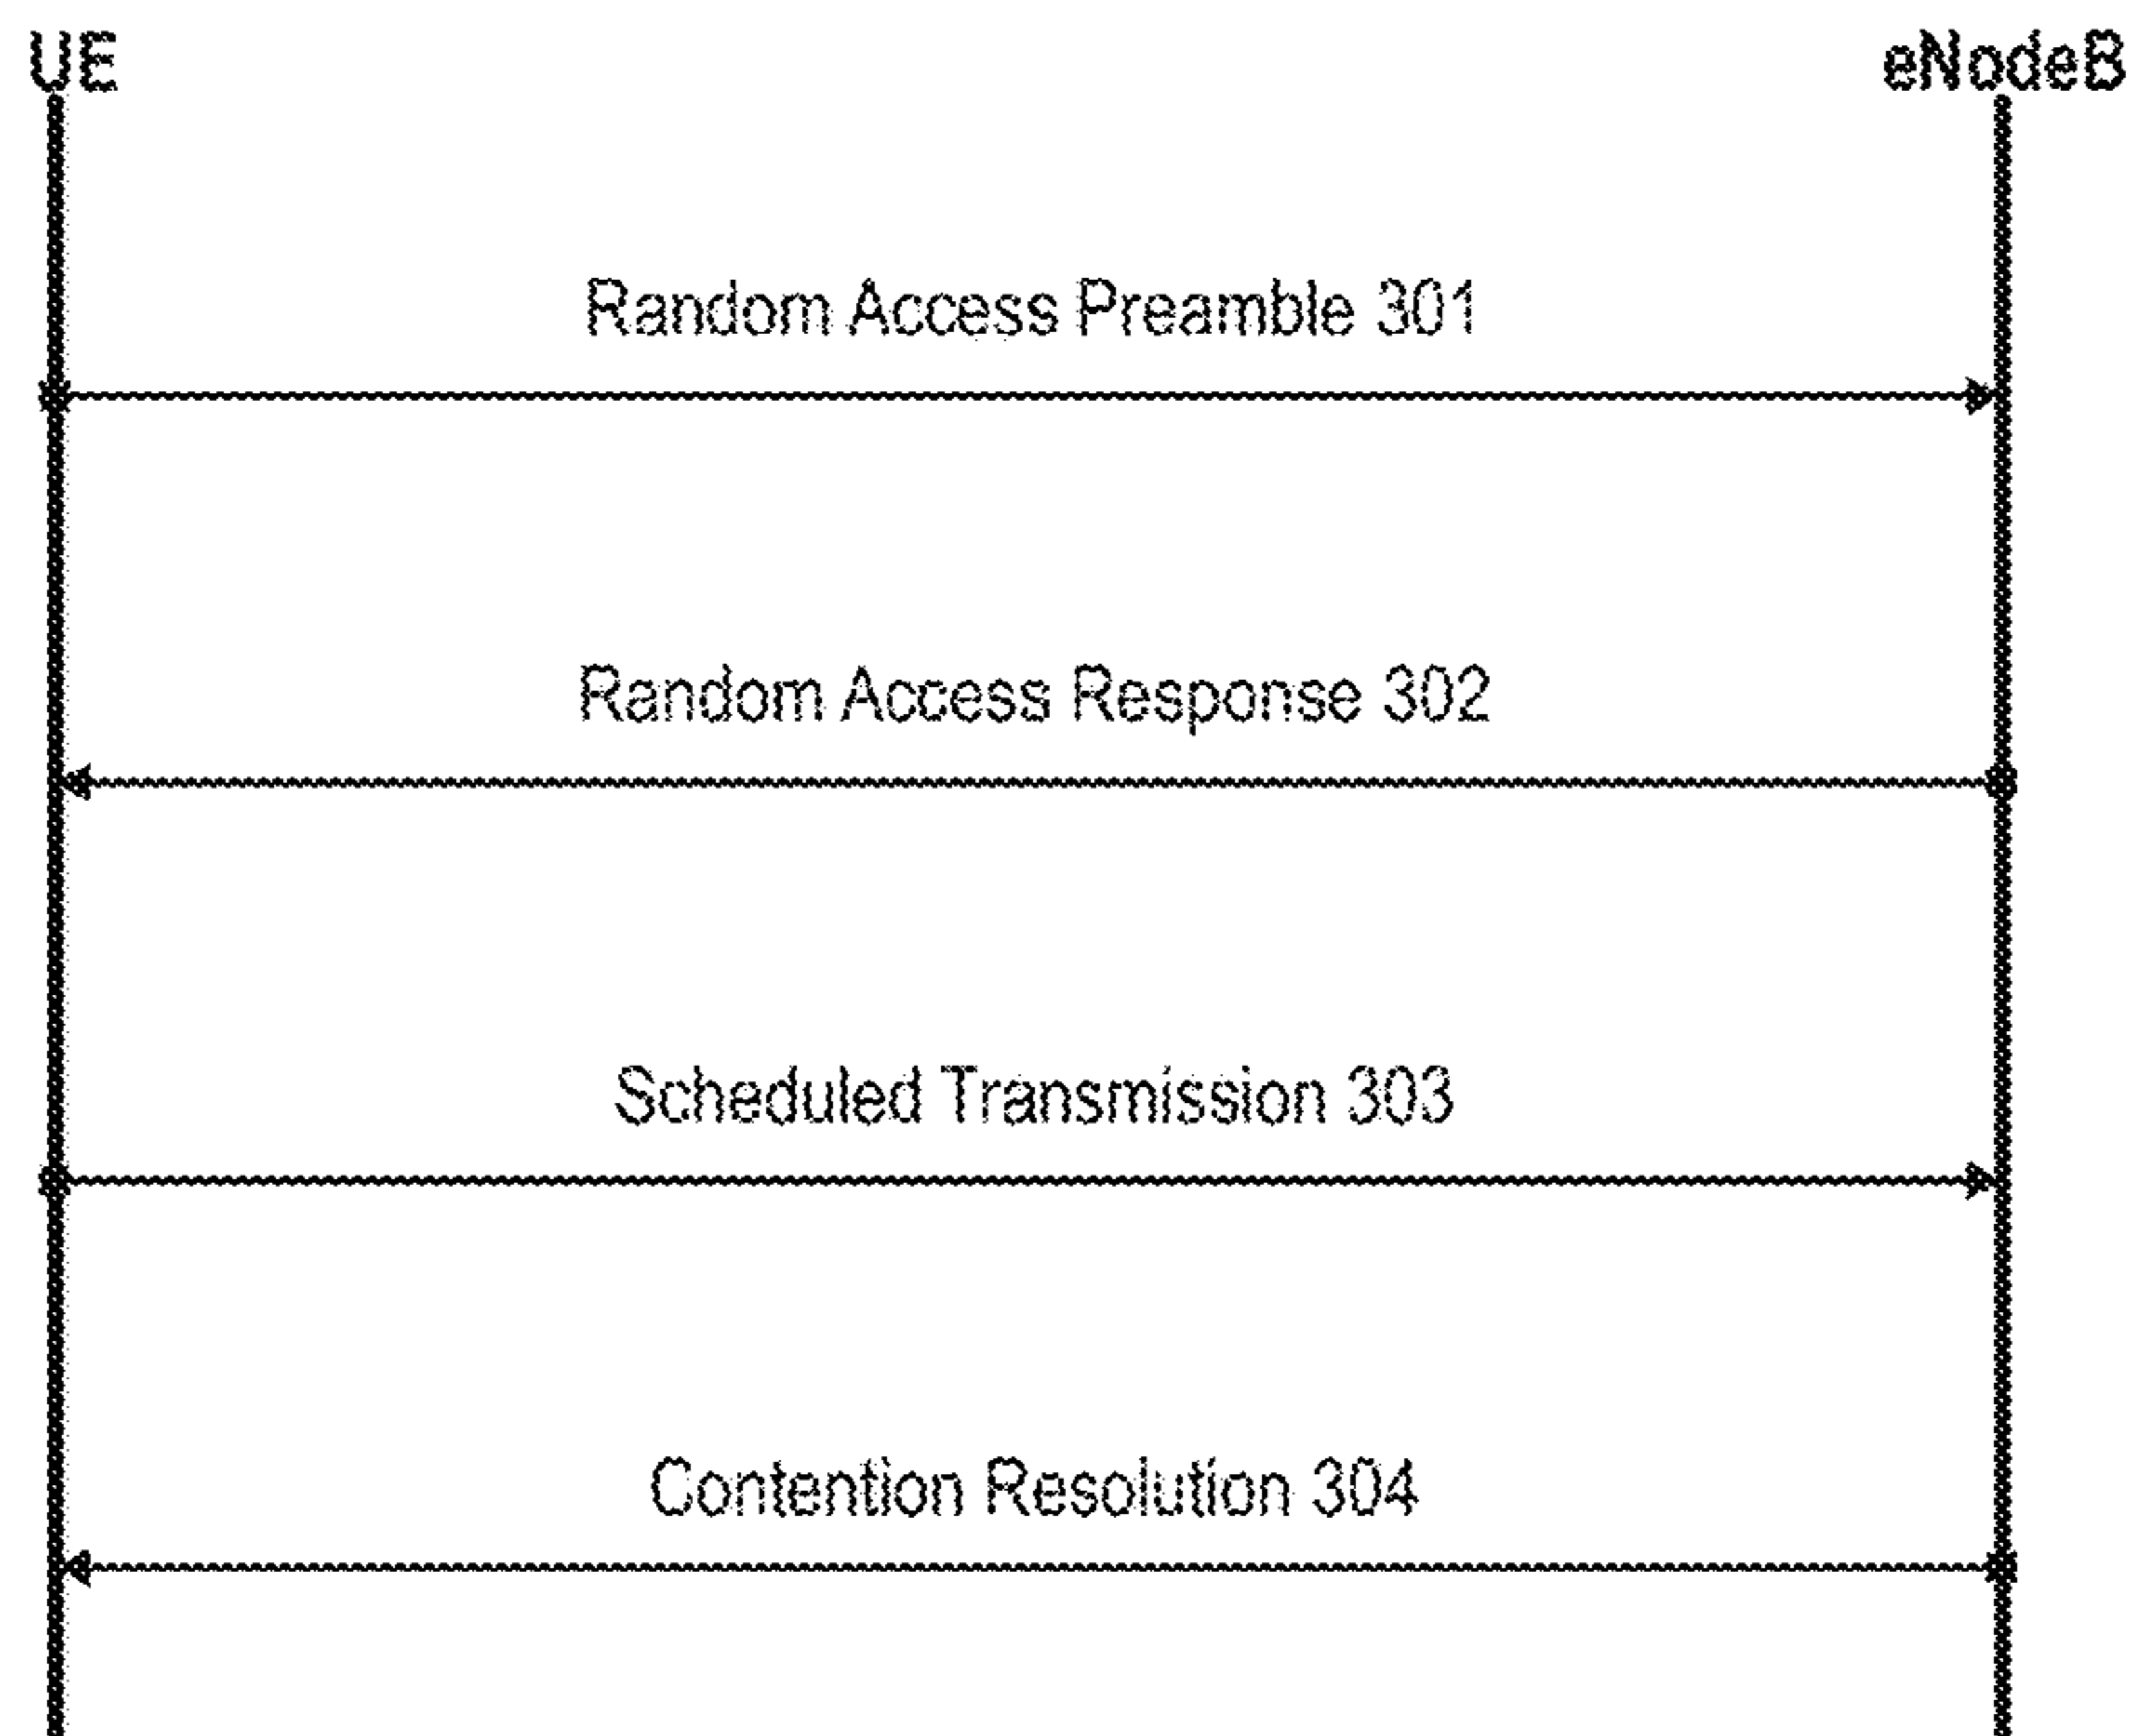 UE
eNodeB
Random Access Preamble 301
Random Access Response 302
Scheduled Transmission 303
Contention Resolution 304